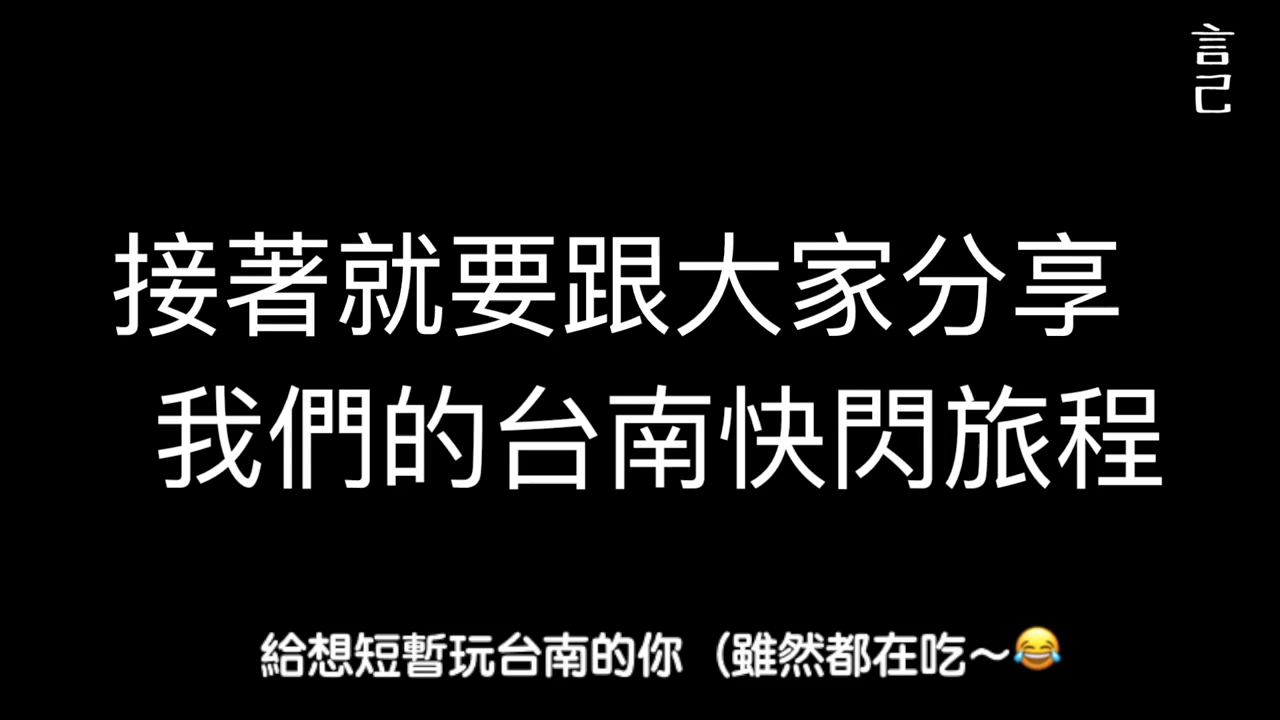 言己
接著就要跟大家分享
我們的台南快閃旅程
給想短暫玩台南的你（雖然都在吃～😂